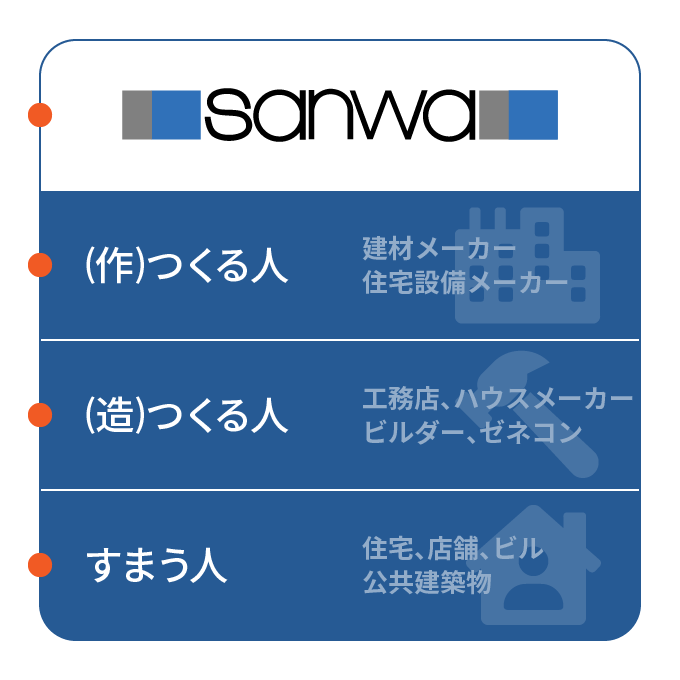 sanwa
(作)つくる人
建材メーカー
住宅設備メーカー
(造)つくる人
工務店、ハウスメーカー
ビルダー、ゼネコン
すまう人
住宅、店舗、ビル
公共建築物